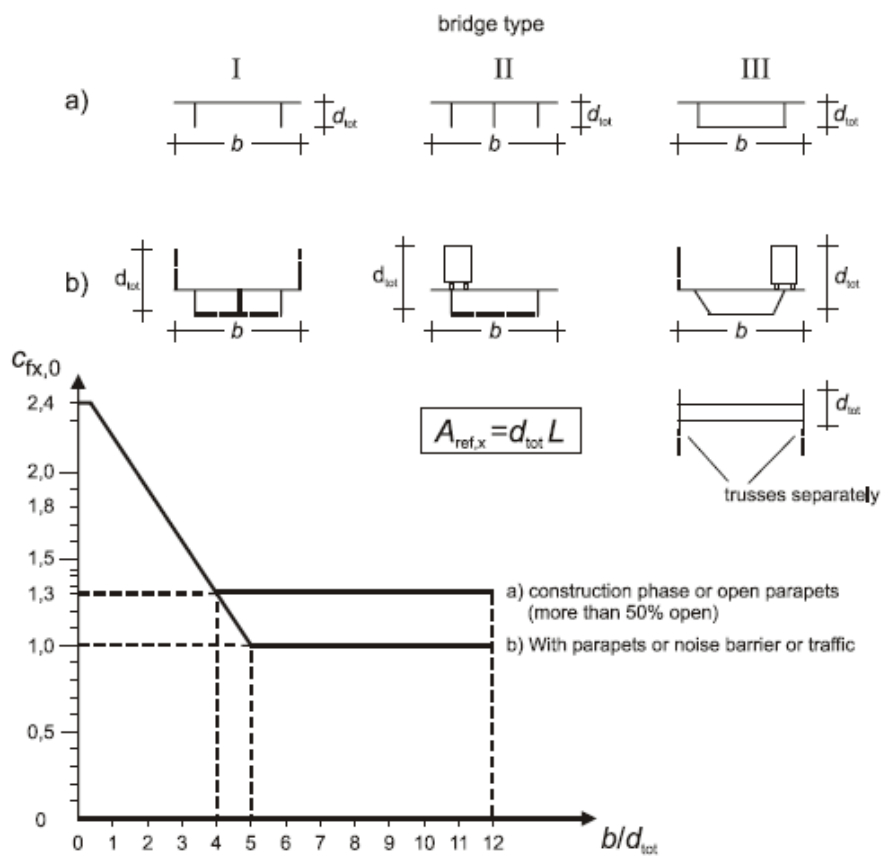 bridge type
I II III
a)
d_tot d_tot d_tot
b b b
b)
d_tot d_tot d_tot
b b b
c_fx,0
d_tot
2,4
A_ref,x = d_tot L
2,0
trusses separately
1,8
1,5
1,3
a) construction phase or open parapets
(more than 50% open)
1,0
b) With parapets or noise barrier or traffic
0,5
0
0 1 2 3 4 5 6 7 8 9 10 11 12
b/d_tot